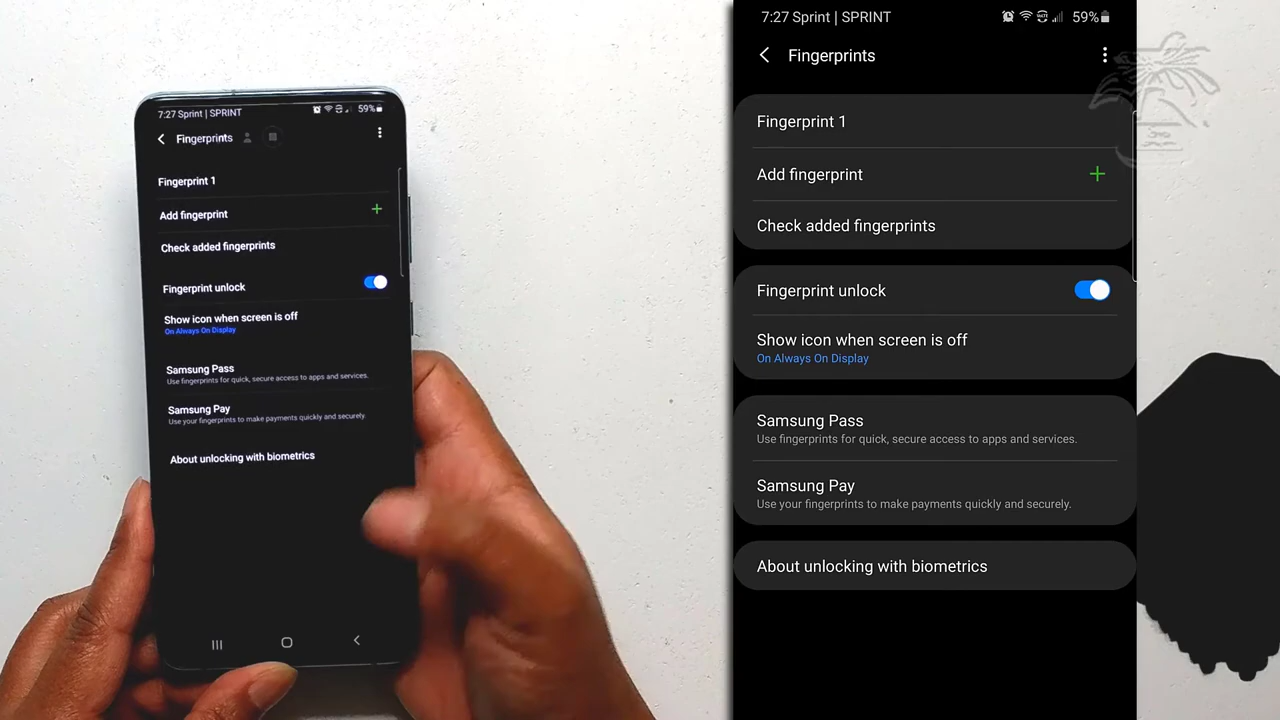 7:27 Sprint | SPRINT
59%
Fingerprints
Fingerprint 1
Add fingerprint
Check added fingerprints
Fingerprint unlock
Show icon when screen is off
On Always On Display
Samsung Pass
Use fingerprints for quick, secure access to apps and services.
Samsung Pay
Use your fingerprints to make payments quickly and securely.
About unlocking with biometrics
7:27 Sprint | SPRINT
59%
Fingerprints
Fingerprint 1
Add fingerprint
Check added fingerprints
Fingerprint unlock
Show icon when screen is off
On Always On Display
Samsung Pass
Use fingerprints for quick, secure access to apps and services.
Samsung Pay
Use your fingerprints to make payments quickly and securely.
About unlocking with biometrics